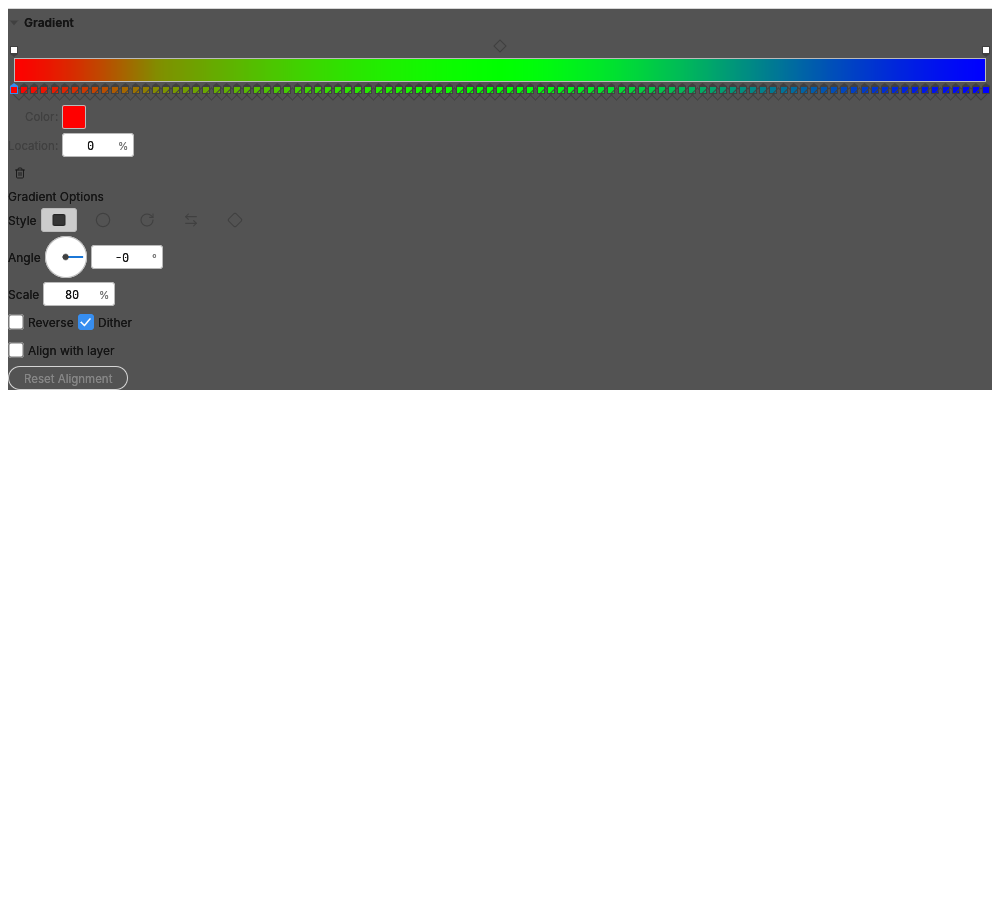 Gradient
Color:
Location: 0 %
Gradient Options
Style
Angle -0 °
Scale 80 %
Reverse Dither
Align with layer
Reset Alignment